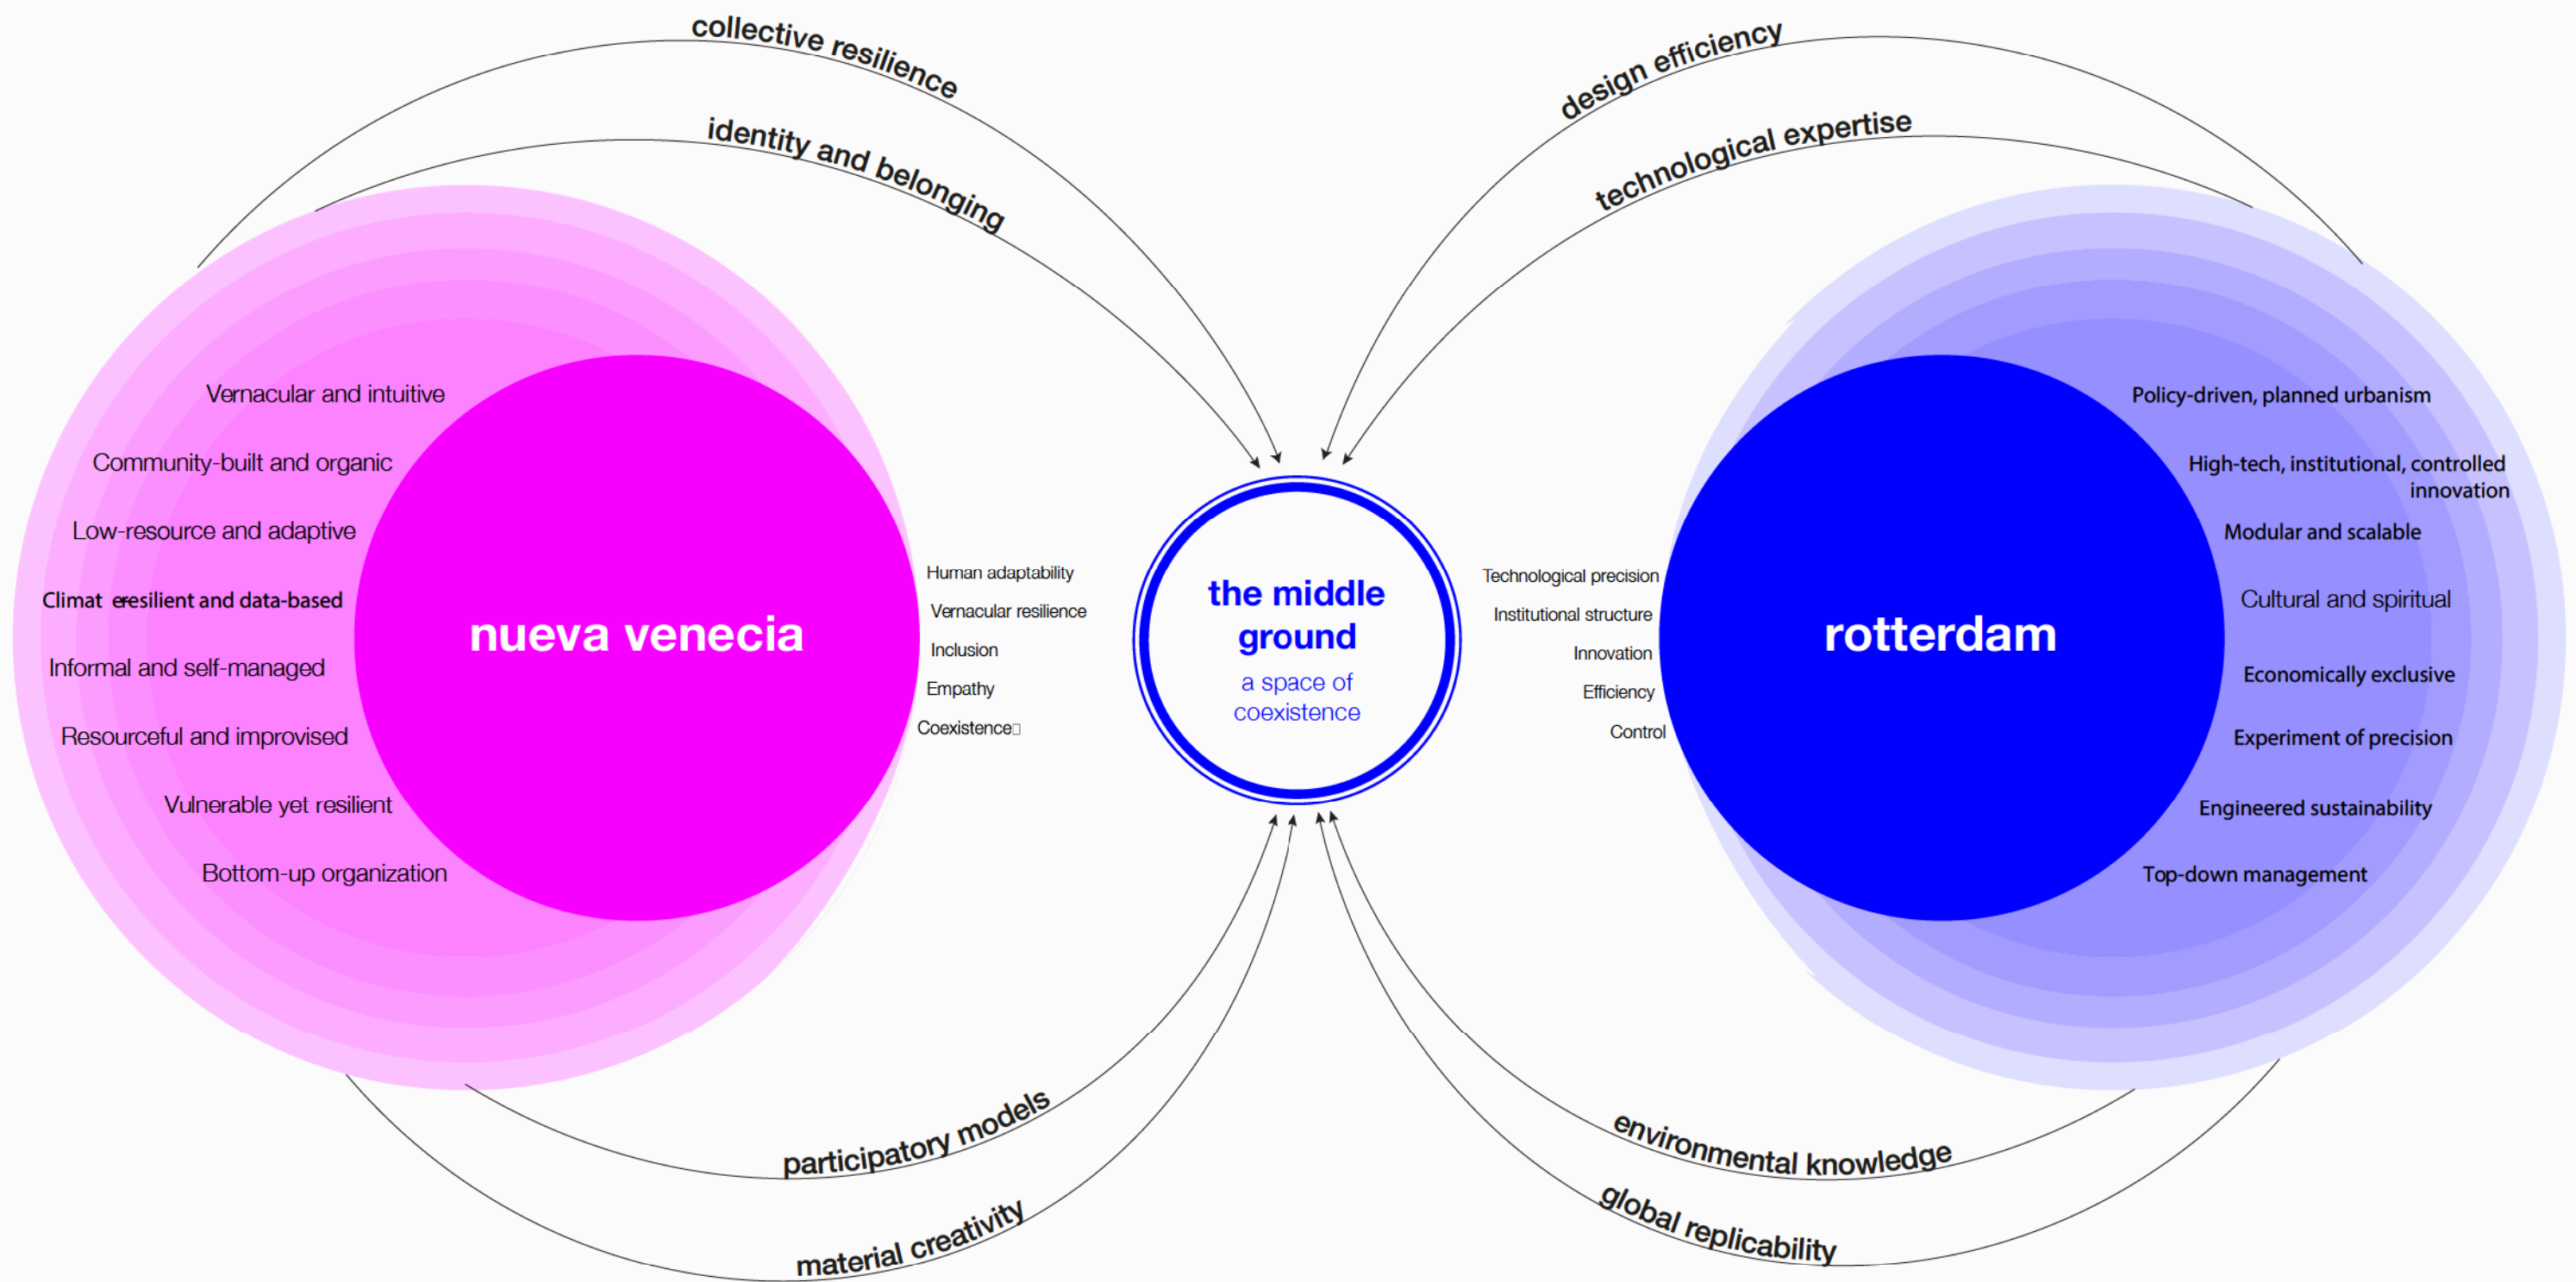 collective resilience
identity and belonging
design efficiency
technological expertise
Vernacular and intuitive
Community-built and organic
Low-resource and adaptive
Climat eresilient and data-based
Informal and self-managed
Resourceful and improvised
Vulnerable yet resilient
Bottom-up organization
nueva venecia
Human adaptability
Vernacular resilience
Inclusion
Empathy
Coexistence
the middle
ground
a space of
coexistence
Technological precision
Institutional structure
Innovation
Efficiency
Control
rotterdam
Policy-driven, planned urbanism
High-tech, institutional, controlled
innovation
Modular and scalable
Cultural and spiritual
Economically exclusive
Experiment of precision
Engineered sustainability
Top-down management
participatory models
material creativity
environmental knowledge
global replicability